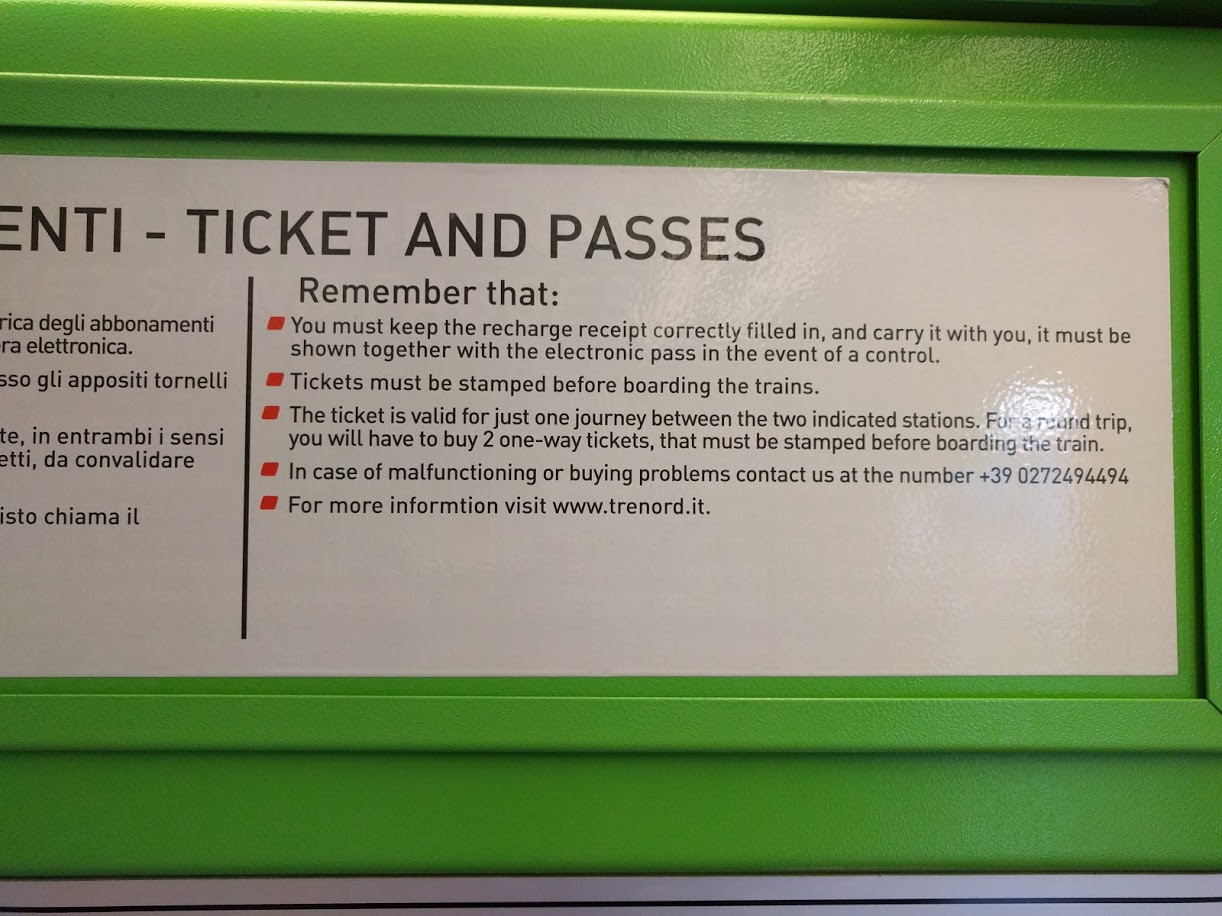 ENTI - TICKET AND PASSES
Remember that:
rica degli abbonamenti
ra elettronica.
sso gli appositi tornelli
te, in entrambi i sensi
etti, da convalidare
isto chiama il
You must keep the recharge receipt correctly filled in, and carry it with you, it must be
shown together with the electronic pass in the event of a control.
Tickets must be stamped before boarding the trains.
The ticket is valid for just one journey between the two indicated stations. For a round trip,
you will have to buy 2 one-way tickets, that must be stamped before boarding the train.
In case of malfunctioning or buying problems contact us at the number +39 0272494494
For more informtion visit www.trenord.it.